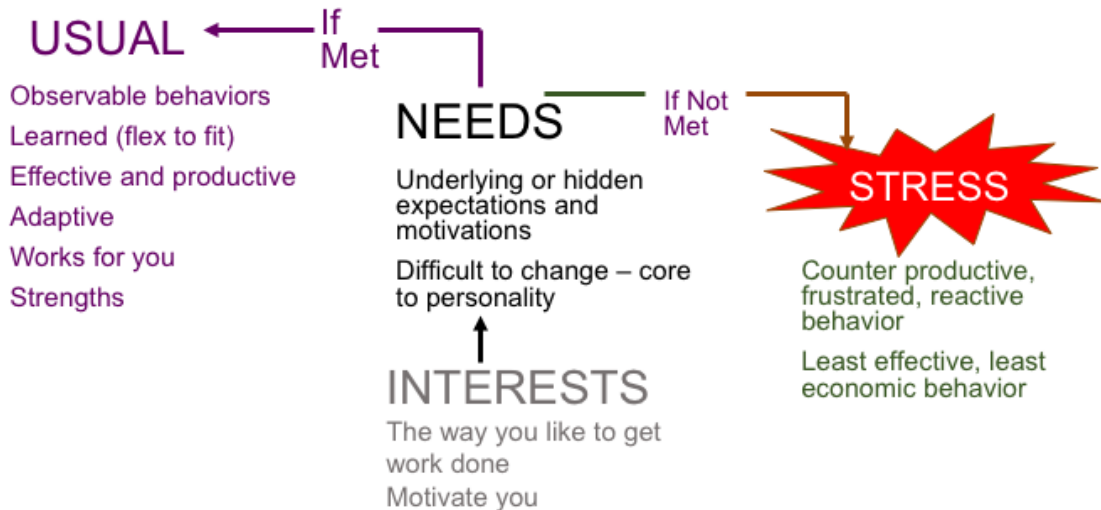 USUAL
Observable behaviors
Learned (flex to fit)
Effective and productive
Adaptive
Works for you
Strengths
If
Met
NEEDS
Underlying or hidden
expectations and
motivations
Difficult to change – core
to personality
INTERESTS
The way you like to get
work done
Motivate you
If Not
Met
STRESS
Counter productive,
frustrated, reactive
behavior
Least effective, least
economic behavior